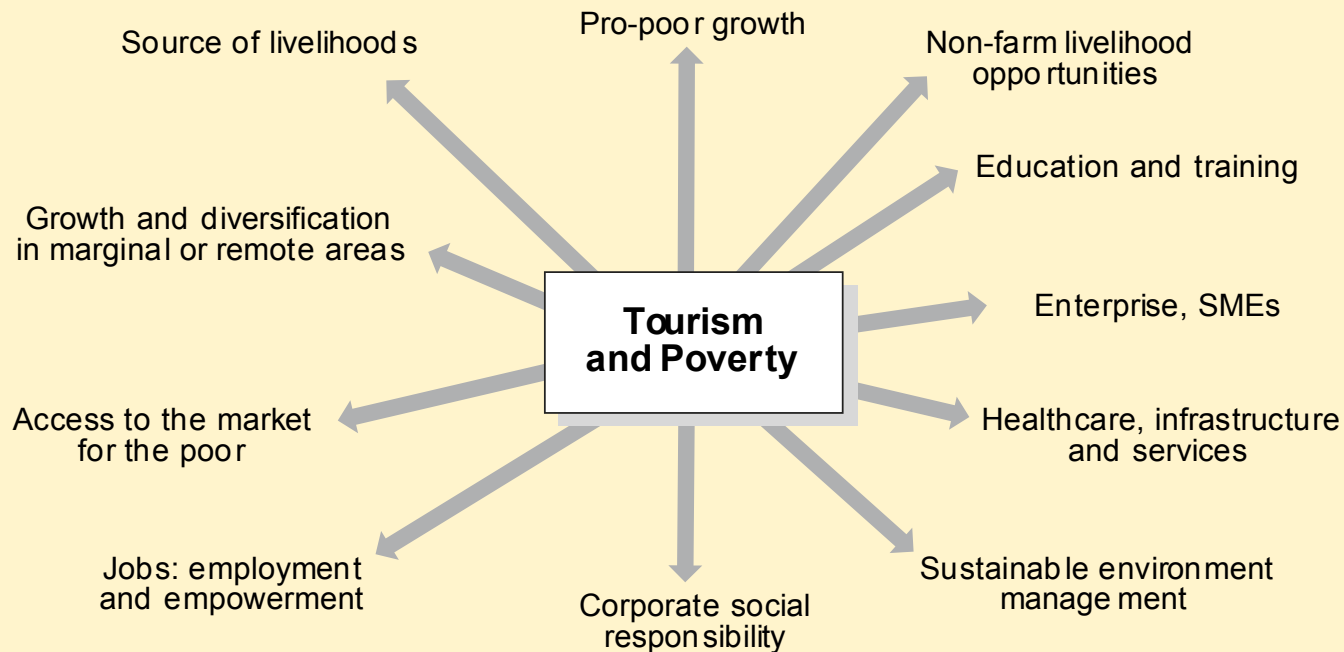 Source of livelihoods
Pro-poor growth
Non-farm livelihood
opportunities
Education and training
Growth and diversification
in marginal or remote areas
Tourism
and Poverty
Enterprise, SMEs
Access to the market
for the poor
Healthcare, infrastructure
and services
Jobs: employment
and empowerment
Corporate social
responsibility
Sustainable environment
management